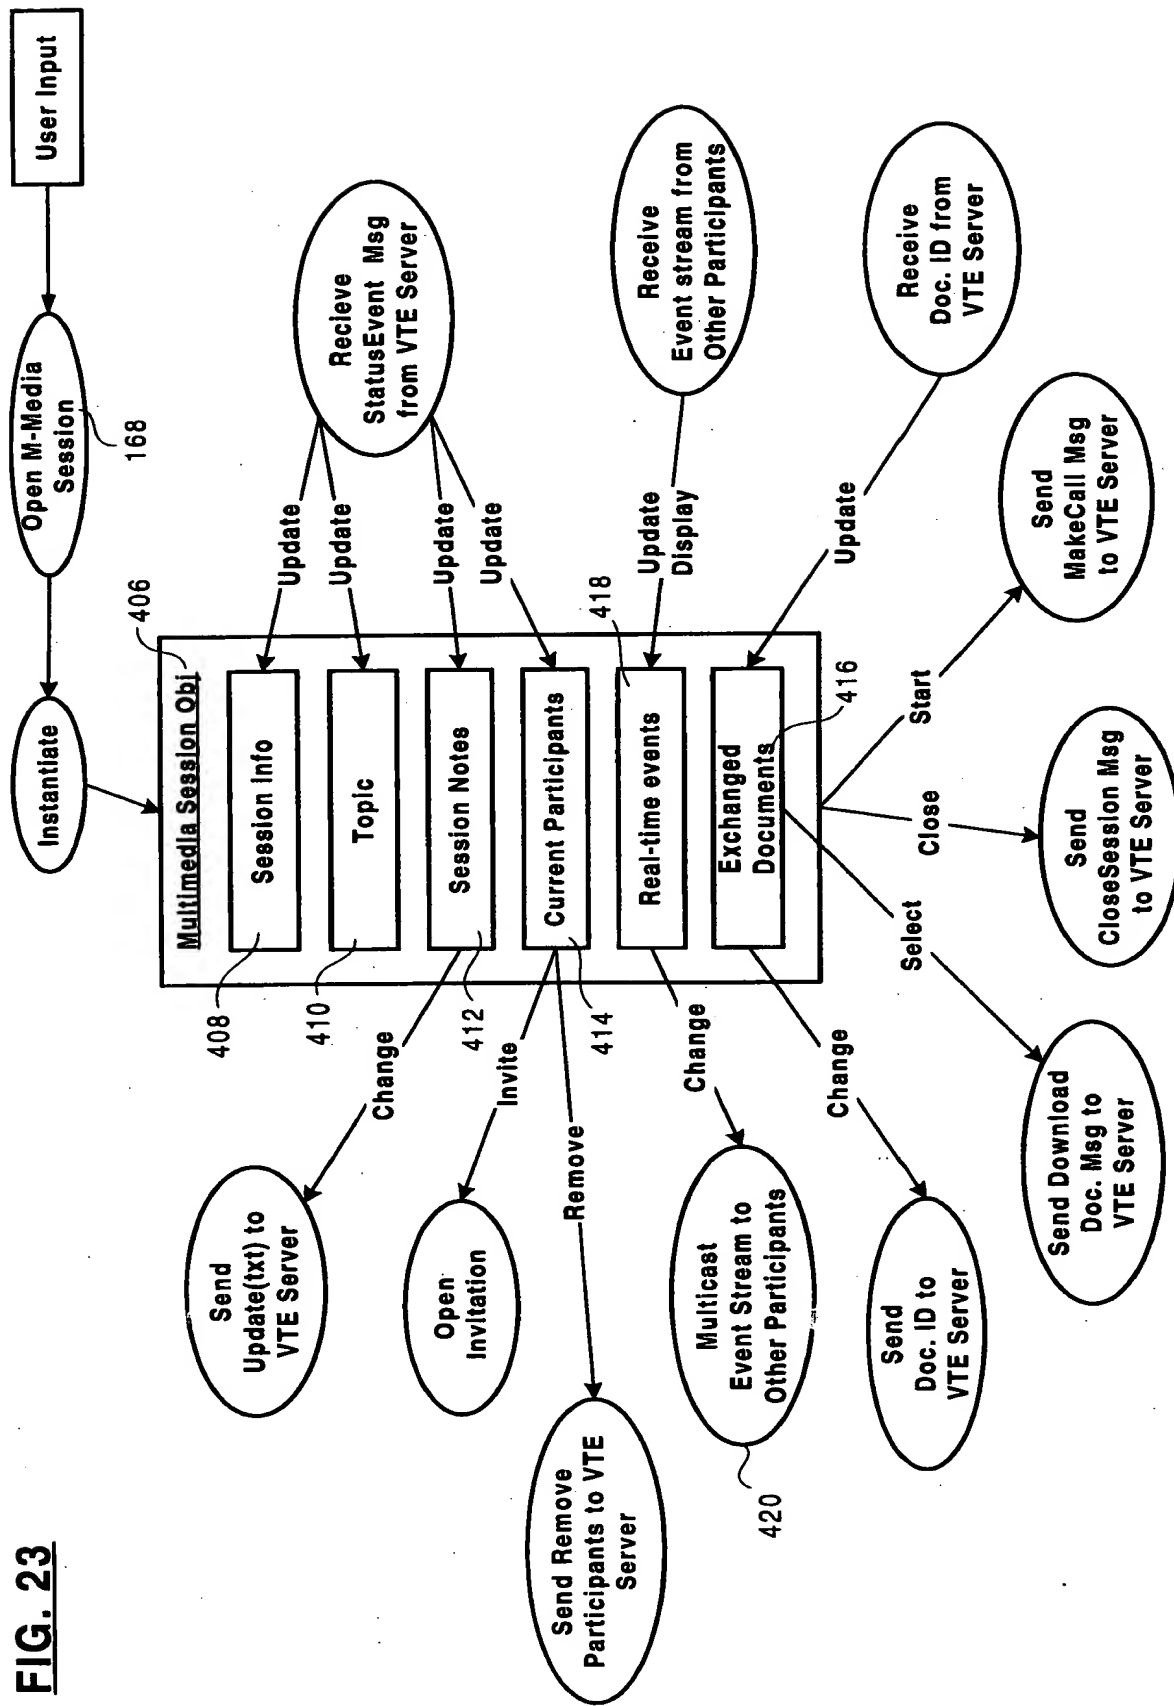 FIG. 23
User Input
Open M-Media
Session
168
Instantiate
406
Multimedia Session Obj
Session Info
408
Topic
410
Session Notes
412
Current Participants
414
Real-time events
418
Exchanged
Documents
416
Recieve
StatusEvent Msg
from VTE Server
Update
Update
Update
Update
Receive
Event stream from
Other Participants
Update
Display
Receive
Doc. ID from
VTE Server
Update
Change
Send
Update(txt) to
VTE Server
Invite
Open
Invitation
Remove
Send Remove
Participants to VTE
Server
Change
Multicast
Event Stream to
Other Participants
420
Change
Send
Doc. ID to
VTE Server
Select
Send Download
Doc. Msg to
VTE Server
Close
Send
CloseSession Msg
to VTE Server
Start
Send
MakeCall Msg
to VTE Server